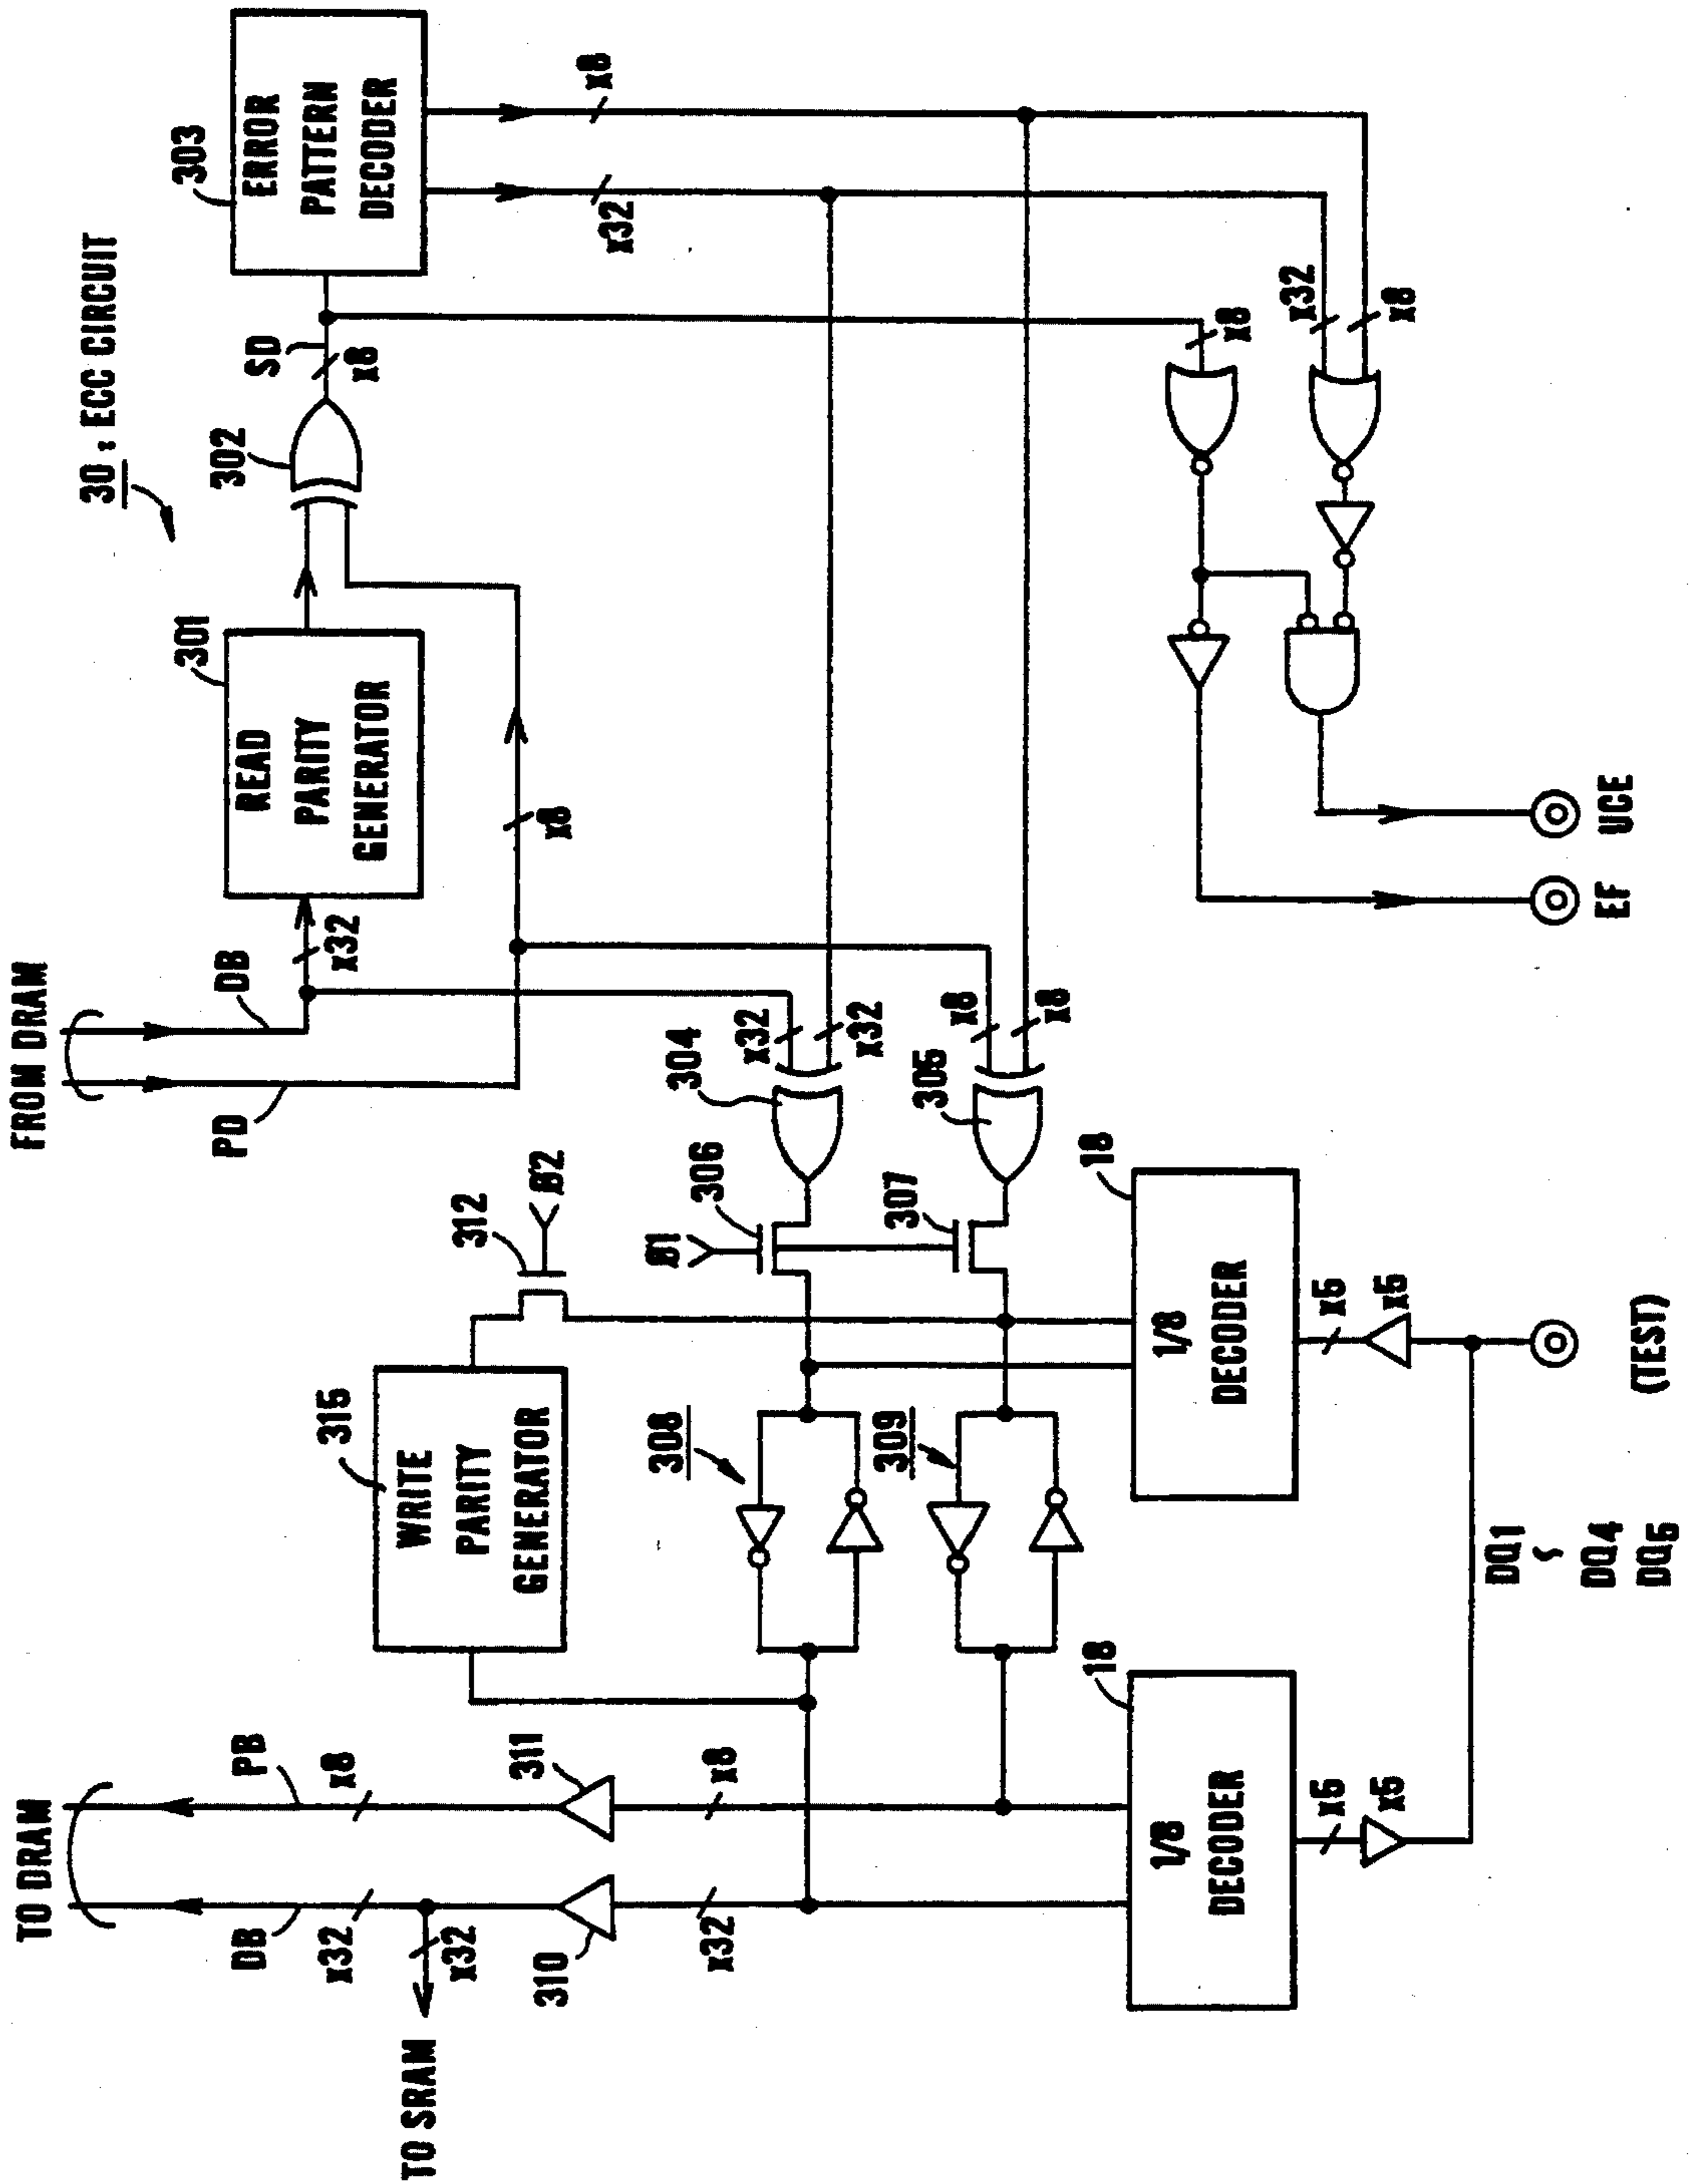 TO DRAM
FROM DRAM
30 : ECC CIRCUIT
303
301
DB
PB
PD
DB
SD
READ
PARITY
GENERATOR
ERROR
PATTERN
DECODER
302
x32
x8
x32
x8
315
TO SRAM
x32
WRITE
PARITY
GENERATOR
312
Ø2
x8
310
311
x8
x32
x8
308
Ø1
306
304
x32
x32
x32
x8
309
307
305
x8
x8
18
18
1/8
DECODER
1/8
DECODER
x8
x32
x8
x5
x5
x5
x5
DQ1
DQ4
DQ5
(TEST)
EF
UCE